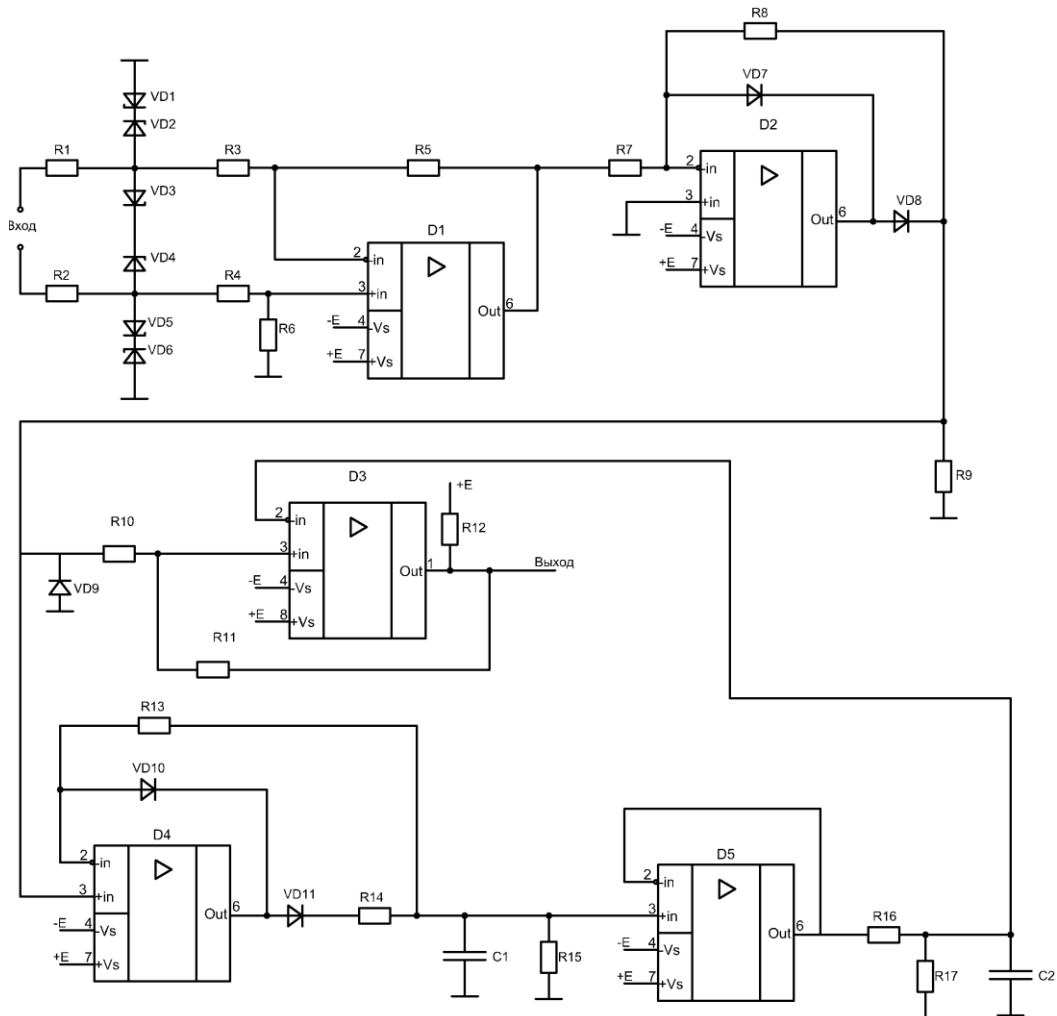 R8
VD7
D2
VD1
VD2
R1
R3
R5
R7
2
-in
3
+in
-E
4
-Vs
+E
7
+Vs
Out
6
VD8
VD3
Вход
VD4
D1
R2
R4
2
-in
3
+in
-E
4
-Vs
+E
7
+Vs
Out
6
R6
VD5
VD6
R9
D3
+E
R12
R10
2
-in
3
+in
-E
4
-Vs
+E
8
+Vs
Out
1
Выход
VD9
R11
R13
VD10
D4
2
-in
3
+in
-E
4
-Vs
+E
7
+Vs
Out
6
VD11
R14
C1
R15
D5
2
-in
3
+in
-E
4
-Vs
+E
7
+Vs
Out
6
R16
R17
C2